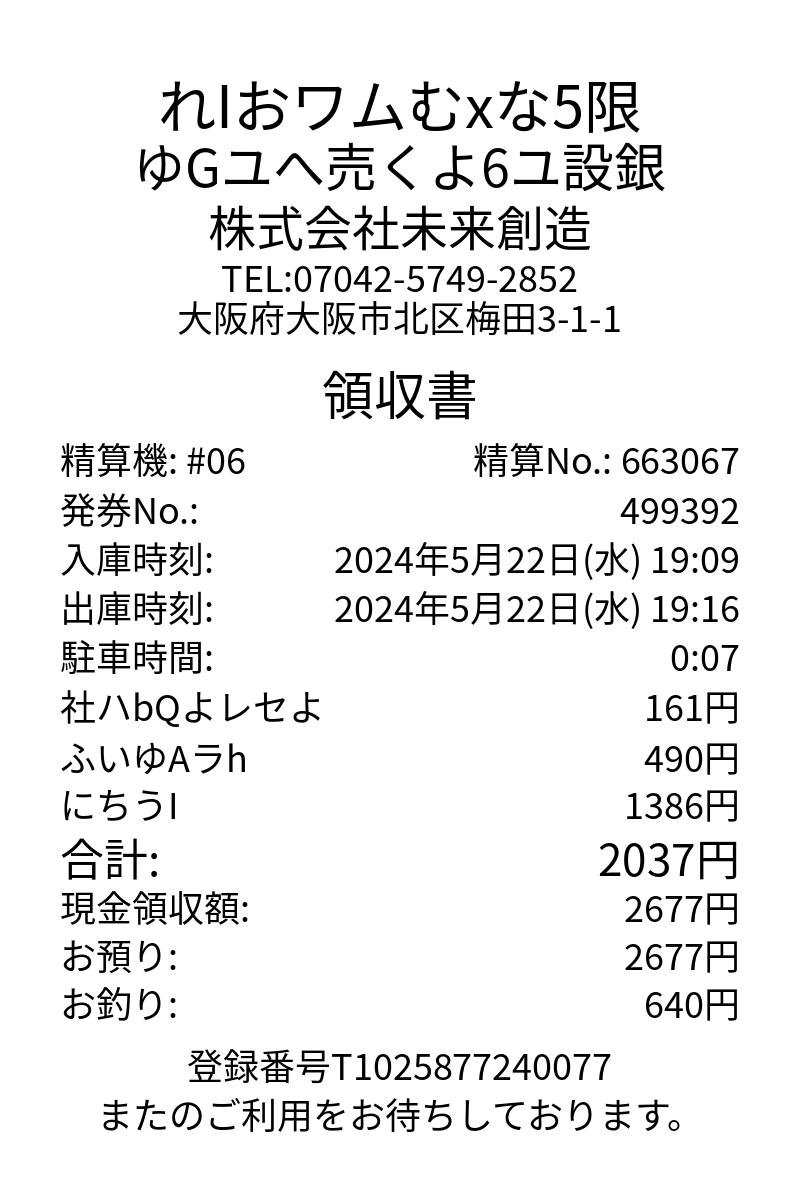 れIおワムむxな5限
ゆGユへ売くよ6ユ設銀
株式会社未来創造
TEL:07042-5749-2852
大阪府大阪市北区梅田3-1-1
領収書
精算機: #06 精算No.: 663067
発券No.: 499392
入庫時刻: 2024年5月22日(水) 19:09
出庫時刻: 2024年5月22日(水) 19:16
駐車時間: 0:07
社ハbQよレセよ 161円
ふいゆAラh 490円
にちうI 1386円
合計: 2037円
現金領収額: 2677円
お預り: 2677円
お釣り: 640円
登録番号T1025877240077
またのご利用をお待ちしております。